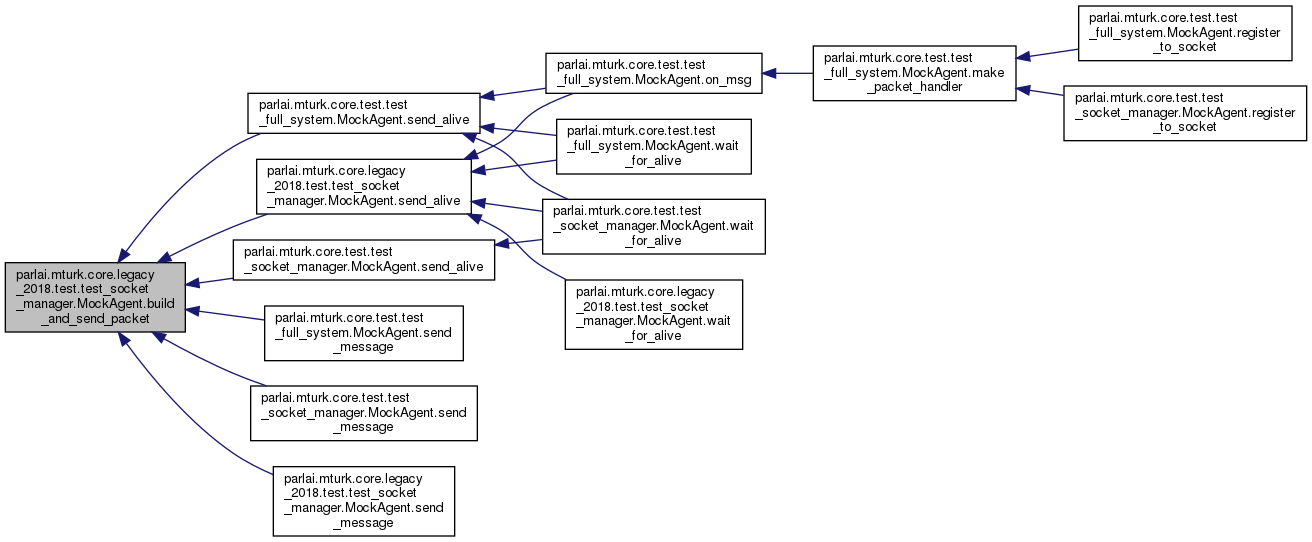 parlai.mturk.core.legacy
_2018.test.test_socket
_manager.MockAgent.build
_and_send_packet
parlai.mturk.core.test.test
_full_system.MockAgent.send_alive
parlai.mturk.core.legacy
_2018.test.test_socket
_manager.MockAgent.send_alive
parlai.mturk.core.test.test
_socket_manager.MockAgent.send_alive
parlai.mturk.core.test.test
_full_system.MockAgent.send
_message
parlai.mturk.core.test.test
_socket_manager.MockAgent.send
_message
parlai.mturk.core.legacy
_2018.test.test_socket
_manager.MockAgent.send
_message
parlai.mturk.core.test.test
_full_system.MockAgent.on_msg
parlai.mturk.core.test.test
_full_system.MockAgent.wait
_for_alive
parlai.mturk.core.test.test
_socket_manager.MockAgent.wait
_for_alive
parlai.mturk.core.legacy
_2018.test.test_socket
_manager.MockAgent.wait
_for_alive
parlai.mturk.core.test.test
_full_system.MockAgent.make
_packet_handler
parlai.mturk.core.test.test
_full_system.MockAgent.register
_to_socket
parlai.mturk.core.test.test
_socket_manager.MockAgent.register
_to_socket